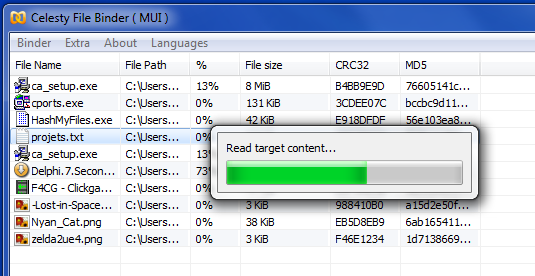 Celesty File Binder ( MUI )
Binder Extra About Languages
File Name File Path % File size CRC32 MD5
ca_setup.exe C:\Users... 13% 8 MiB B4BB9E9D 76605141c...
cports.exe C:\Users... 0% 131 KiB 3CDEE07C bccbc9d11...
HashMyFiles.exe C:\Users... 0% 42 KiB E918DFDF 56e103ea8...
projets.txt C:\Users... 0%
Read target content...
ca_setup.exe C:\Users... 13%
Delphi.7.Secon... C:\Users... 73%
F4CG - Clickga... C:\Users... 0%
-Lost-in-Space... C:\Users... 0% 3 KiB 988410B0 a15d2e50f...
Nyan_Cat.png C:\Users... 0% 38 KiB EB5D8EB9 6ab165411...
zelda2ue4.png C:\Users... 0% 3 KiB F46E1234 1d7138669...